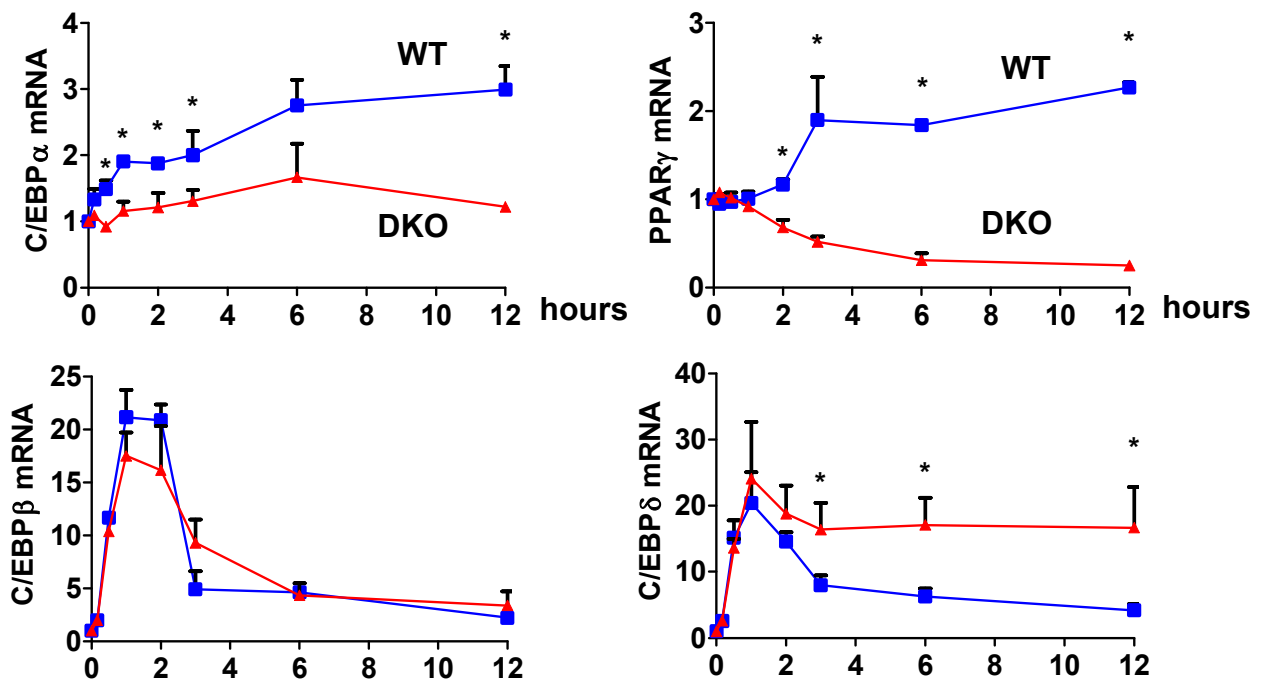 C/EBPα mRNA
4
3
2
1
0
WT
DKO
* * * * * *
0 2 4 6 8 10 12 hours
PPARγ mRNA
3
2
1
0
WT
DKO
* * * *
0 2 4 6 8 10 12 hours
C/EBPβ mRNA
25
20
15
10
5
0
0 2 4 6 8 10 12
C/EBPδ mRNA
40
30
20
10
0
* * *
0 2 4 6 8 10 12